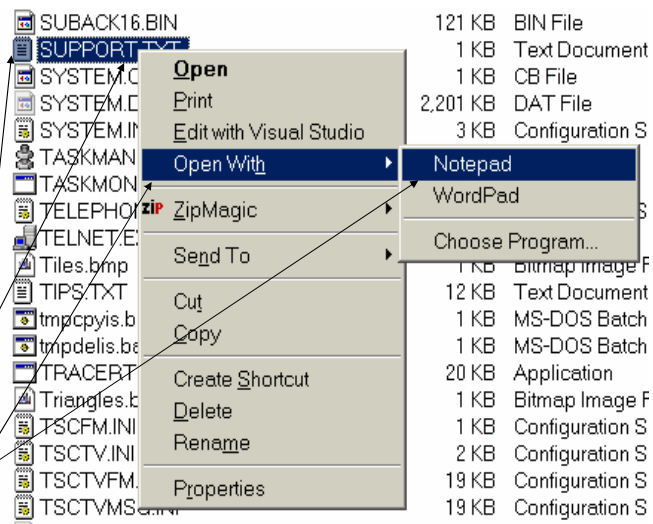 SUBACK16.BIN 121 KB BIN File
SUPPORT.TXT 1 KB Text Document
SYSTEM.C 1 KB CB File
SYSTEM.D 2,201 KB DAT File
SYSTEM.IN 3 KB Configuration S
TASKMAN
TASKMON
TELEPHO S
TELNET.E
Tiles.bmp 1 KB Bitmap Image F
TIPS.TXT 12 KB Text Document
tmpcpyis.b 1 KB MS-DOS Batch
tmpdelis.ba 1 KB MS-DOS Batch
TRACERT 20 KB Application
Triangles.b 1 KB Bitmap Image F
TSCFM.INI 1 KB Configuration S
TSCTV.INI 2 KB Configuration S
TSCTVFM. 19 KB Configuration S
TSCTVMSG.INI 19 KB Configuration S
Open
Print
Edit with Visual Studio
Open With
zip ZipMagic
Send To
Cut
Copy
Create Shortcut
Delete
Rename
Properties
Notepad
WordPad
Choose Program...